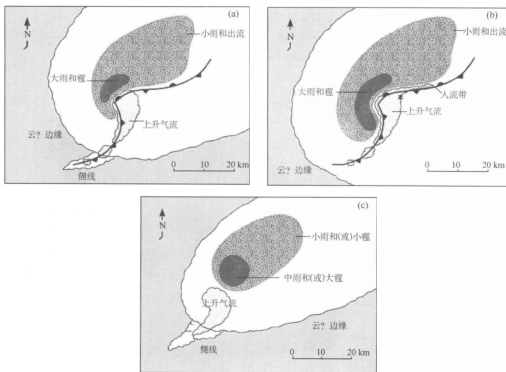 (a)
N
小雨和出流
大雨和雹
上升气流
云? 边缘
侧线
0 10 20 km
(b)
N
小雨和出流
大雨和雹
入流带
上升气流
云? 边缘
0 10 20 km
(c)
N
小雨和(或)小雹
中雨和(或)大雹
上升气流
云? 边缘
侧线
0 10 20 km